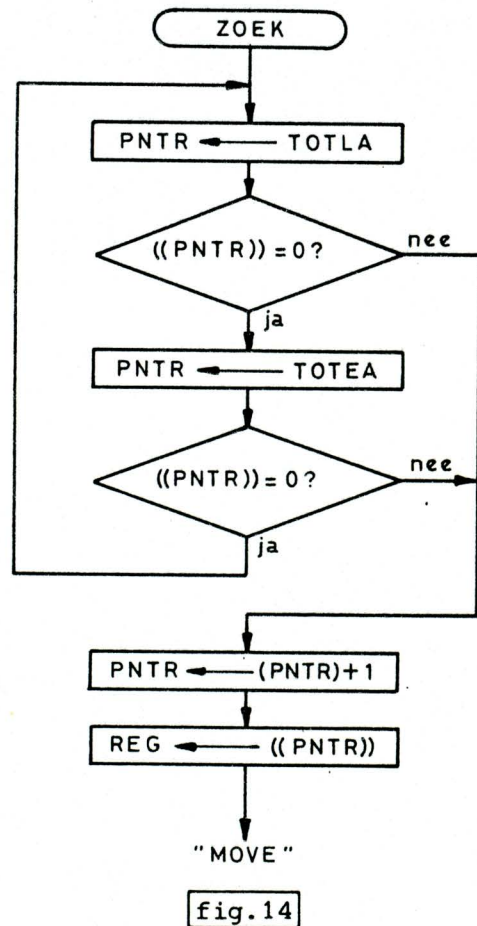 ZOEK
PNTR ← TOTLA
((PNTR)) = 0?
nee
ja
PNTR ← TOTEA
((PNTR)) = 0?
nee
ja
PNTR ← (PNTR)+1
REG ← ((PNTR))
"MOVE"
fig.14